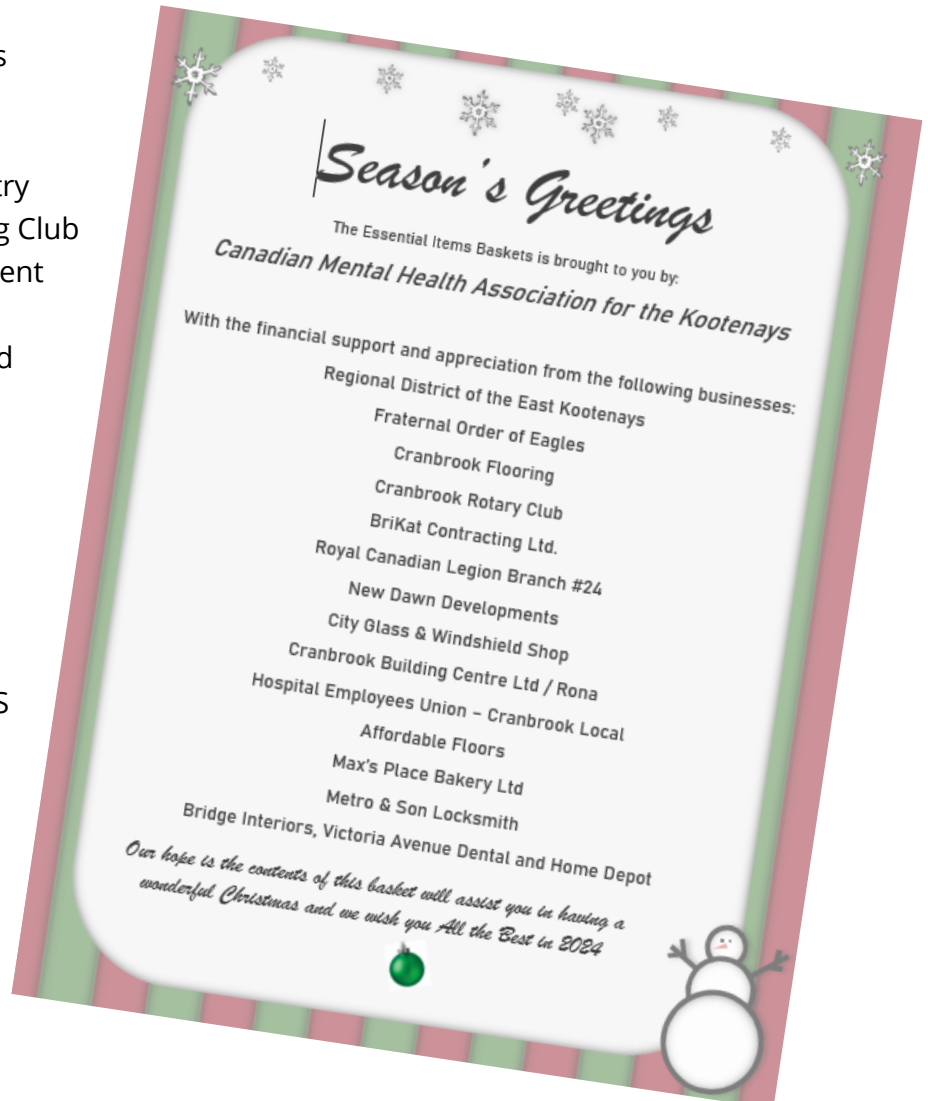 s
try
g Club
ent
d
S
Season's Greetings
The Essential Items Baskets is brought to you by:
Canadian Mental Health Association for the Kootenays
With the financial support and appreciation from the following businesses:
Regional District of the East Kootenays
Fraternal Order of Eagles
Cranbrook Flooring
Cranbrook Rotary Club
BriKat Contracting Ltd.
Royal Canadian Legion Branch #24
New Dawn Developments
City Glass & Windshield Shop
Cranbrook Building Centre Ltd / Rona
Hospital Employees Union – Cranbrook Local
Affordable Floors
Max's Place Bakery Ltd
Metro & Son Locksmith
Bridge Interiors, Victoria Avenue Dental and Home Depot
Our hope is the contents of this basket will assist you in having a
wonderful Christmas and we wish you All the Best in 2024